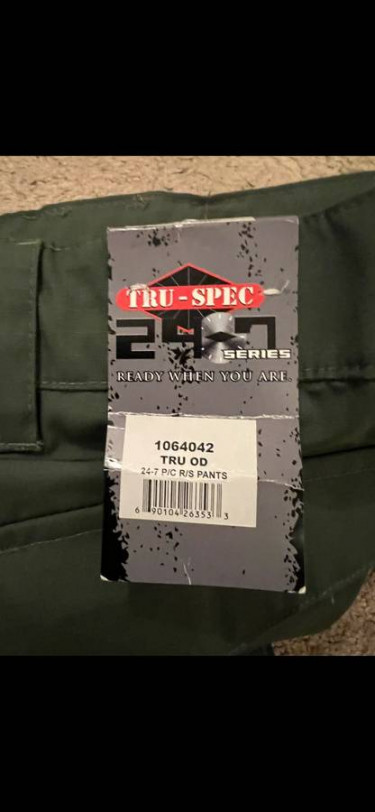 TRU-SPEC
24-7
SERIES
READY WHEN YOU ARE.
1064042
TRU OD
24-7 P/C R/S PANTS
6 90104 26353 3